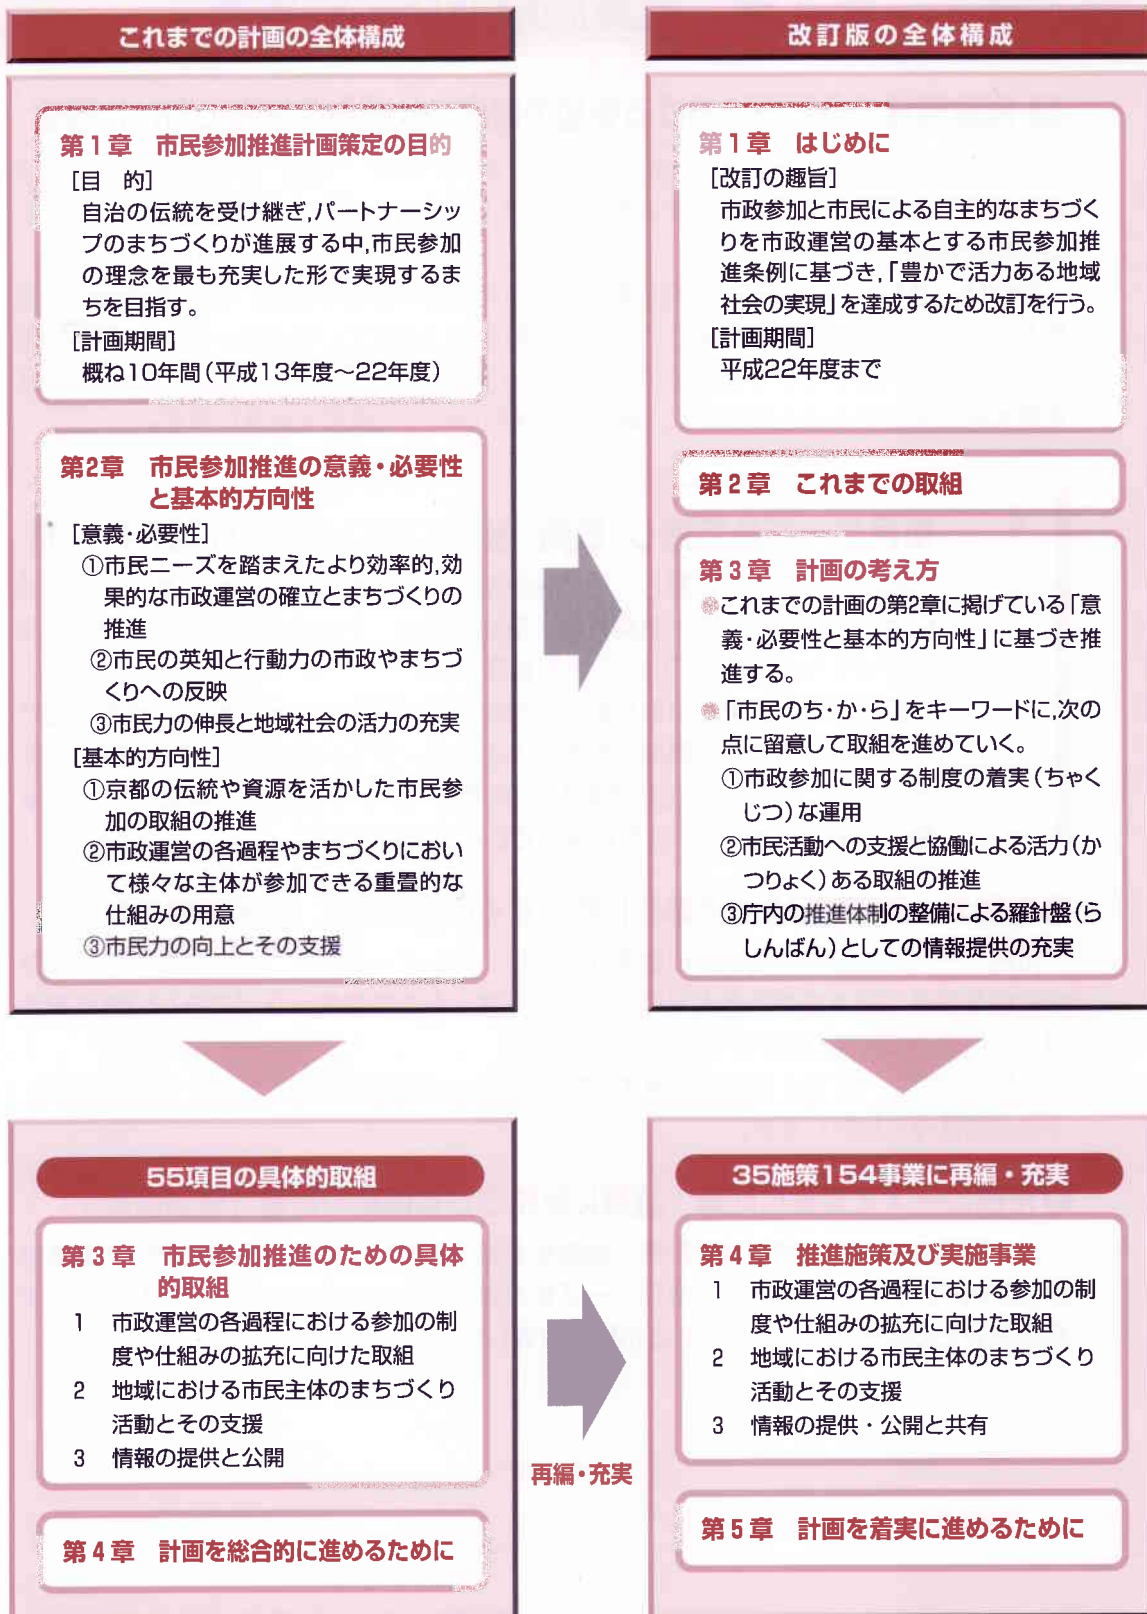 これまでの計画の全体構成
第1章 市民参加推進計画策定の目的
[目 的]
自治の伝統を受け継ぎ,パートナーシッ
プのまちづくりが進展する中,市民参加
の理念を最も充実した形で実現するま
ちを目指す。
[計画期間]
概ね10年間(平成13年度～22年度)
第2章 市民参加推進の意義・必要性
と基本的方向性
[意義・必要性]
①市民ニーズを踏まえたより効率的,効
果的な市政運営の確立とまちづくりの
推進
②市民の英知と行動力の市政やまちづ
くりへの反映
③市民力の伸長と地域社会の活力の充実
[基本的方向性]
①京都の伝統や資源を活かした市民参
加の取組の推進
②市政運営の各過程やまちづくりにおい
て様々な主体が参加できる重畳的な
仕組みの用意
③市民力の向上とその支援
55項目の具体的取組
第3章 市民参加推進のための具体
的取組
1 市政運営の各過程における参加の制
度や仕組みの拡充に向けた取組
2 地域における市民主体のまちづくり
活動とその支援
3 情報の提供と公開
第4章 計画を総合的に進めるために
再編・充実
改訂版の全体構成
第1章 はじめに
[改訂の趣旨]
市政参加と市民による自主的なまちづく
りを市政運営の基本とする市民参加推
進条例に基づき,「豊かで活力ある地域
社会の実現」を達成するため改訂を行う。
[計画期間]
平成22年度まで
第2章 これまでの取組
第3章 計画の考え方
これまでの計画の第2章に掲げている「意
義・必要性と基本的方向性」に基づき推
進する。
「市民のち・か・ら」をキーワードに,次の
点に留意して取組を進めていく。
①市政参加に関する制度の着実(ちゃく
じつ)な運用
②市民活動への支援と協働による活力(か
つりょく)ある取組の推進
③庁内の推進体制の整備による羅針盤(ら
しんばん)としての情報提供の充実
35施策154事業に再編・充実
第4章 推進施策及び実施事業
1 市政運営の各過程における参加の制
度や仕組みの拡充に向けた取組
2 地域における市民主体のまちづくり
活動とその支援
3 情報の提供・公開と共有
第5章 計画を着実に進めるために